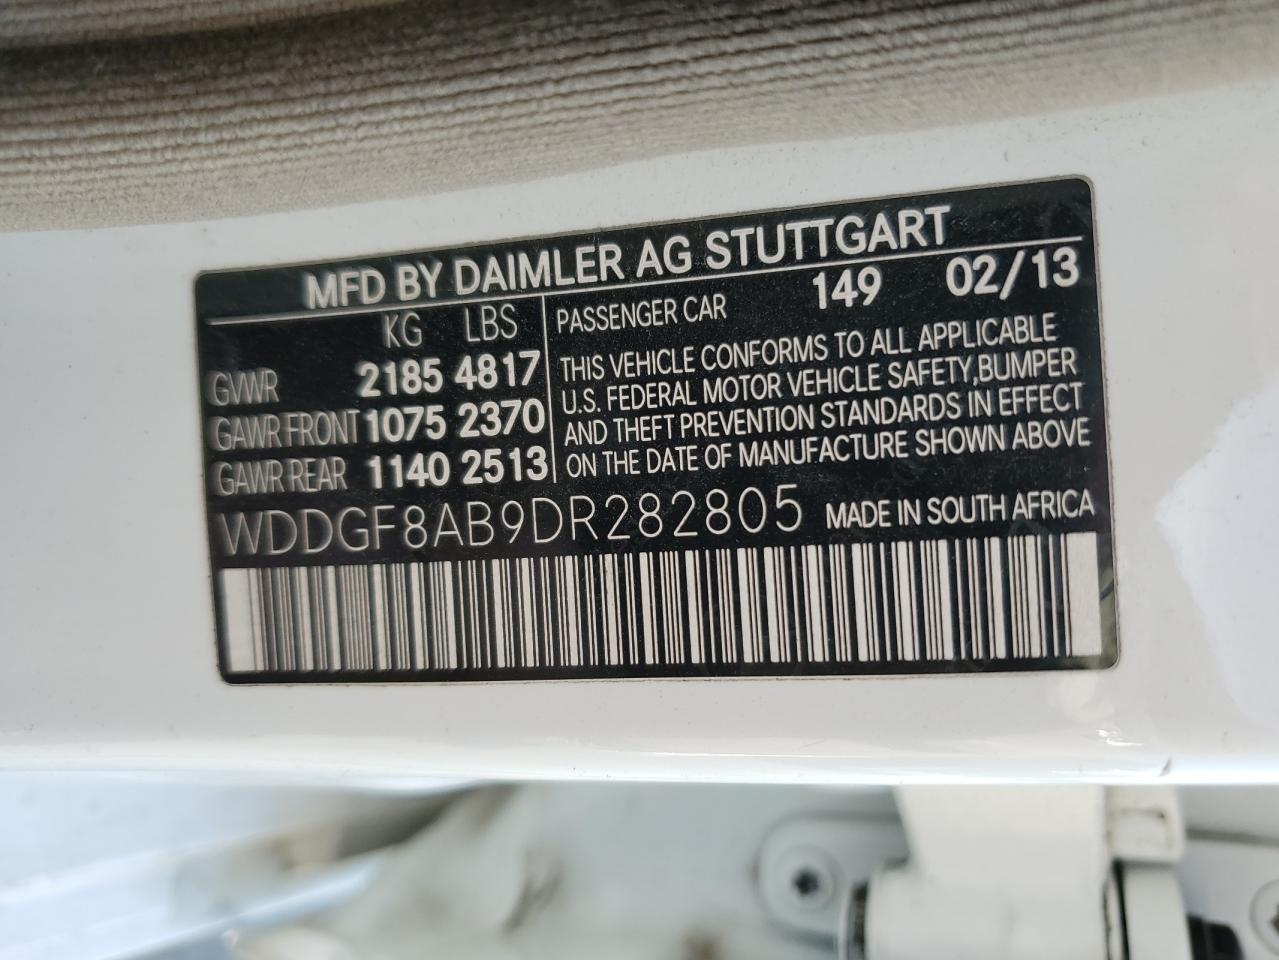 MFD BY DAIMLER AG STUTTGART
KG LBS
GVWR 2185 4817
GAWR FRONT 1075 2370
GAWR REAR 1140 2513
PASSENGER CAR 149 02/13
THIS VEHICLE CONFORMS TO ALL APPLICABLE
U.S. FEDERAL MOTOR VEHICLE SAFETY,BUMPER
AND THEFT PREVENTION STANDARDS IN EFFECT
ON THE DATE OF MANUFACTURE SHOWN ABOVE
WDDGF8AB9DR282805 MADE IN SOUTH AFRICA